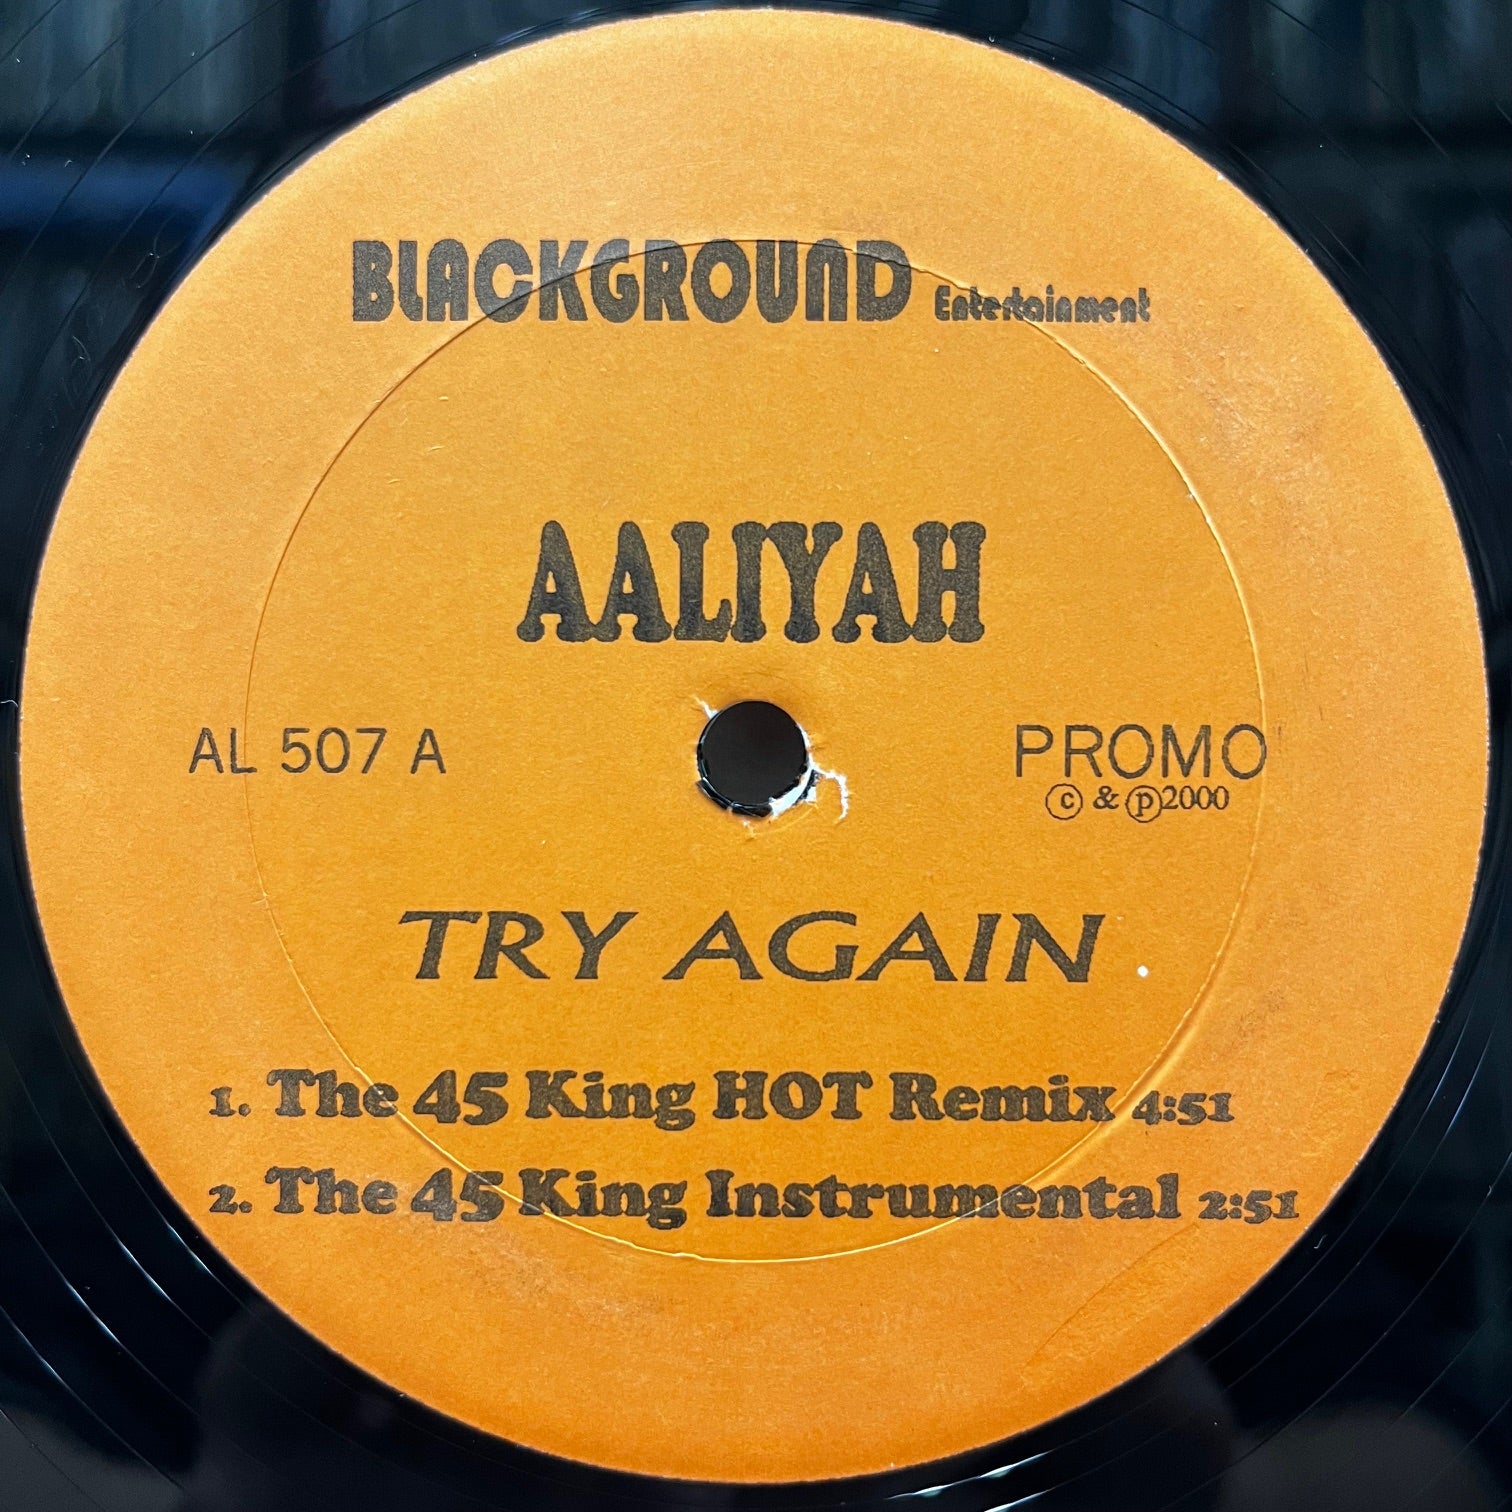 BLACKGROUND Entertainment
AALIYAH
AL 507 A
PROMO
ⓒ & ⓟ2000
TRY AGAIN
1. The 45 King HOT Remix 4:51
2. The 45 King Instrumental 2:51